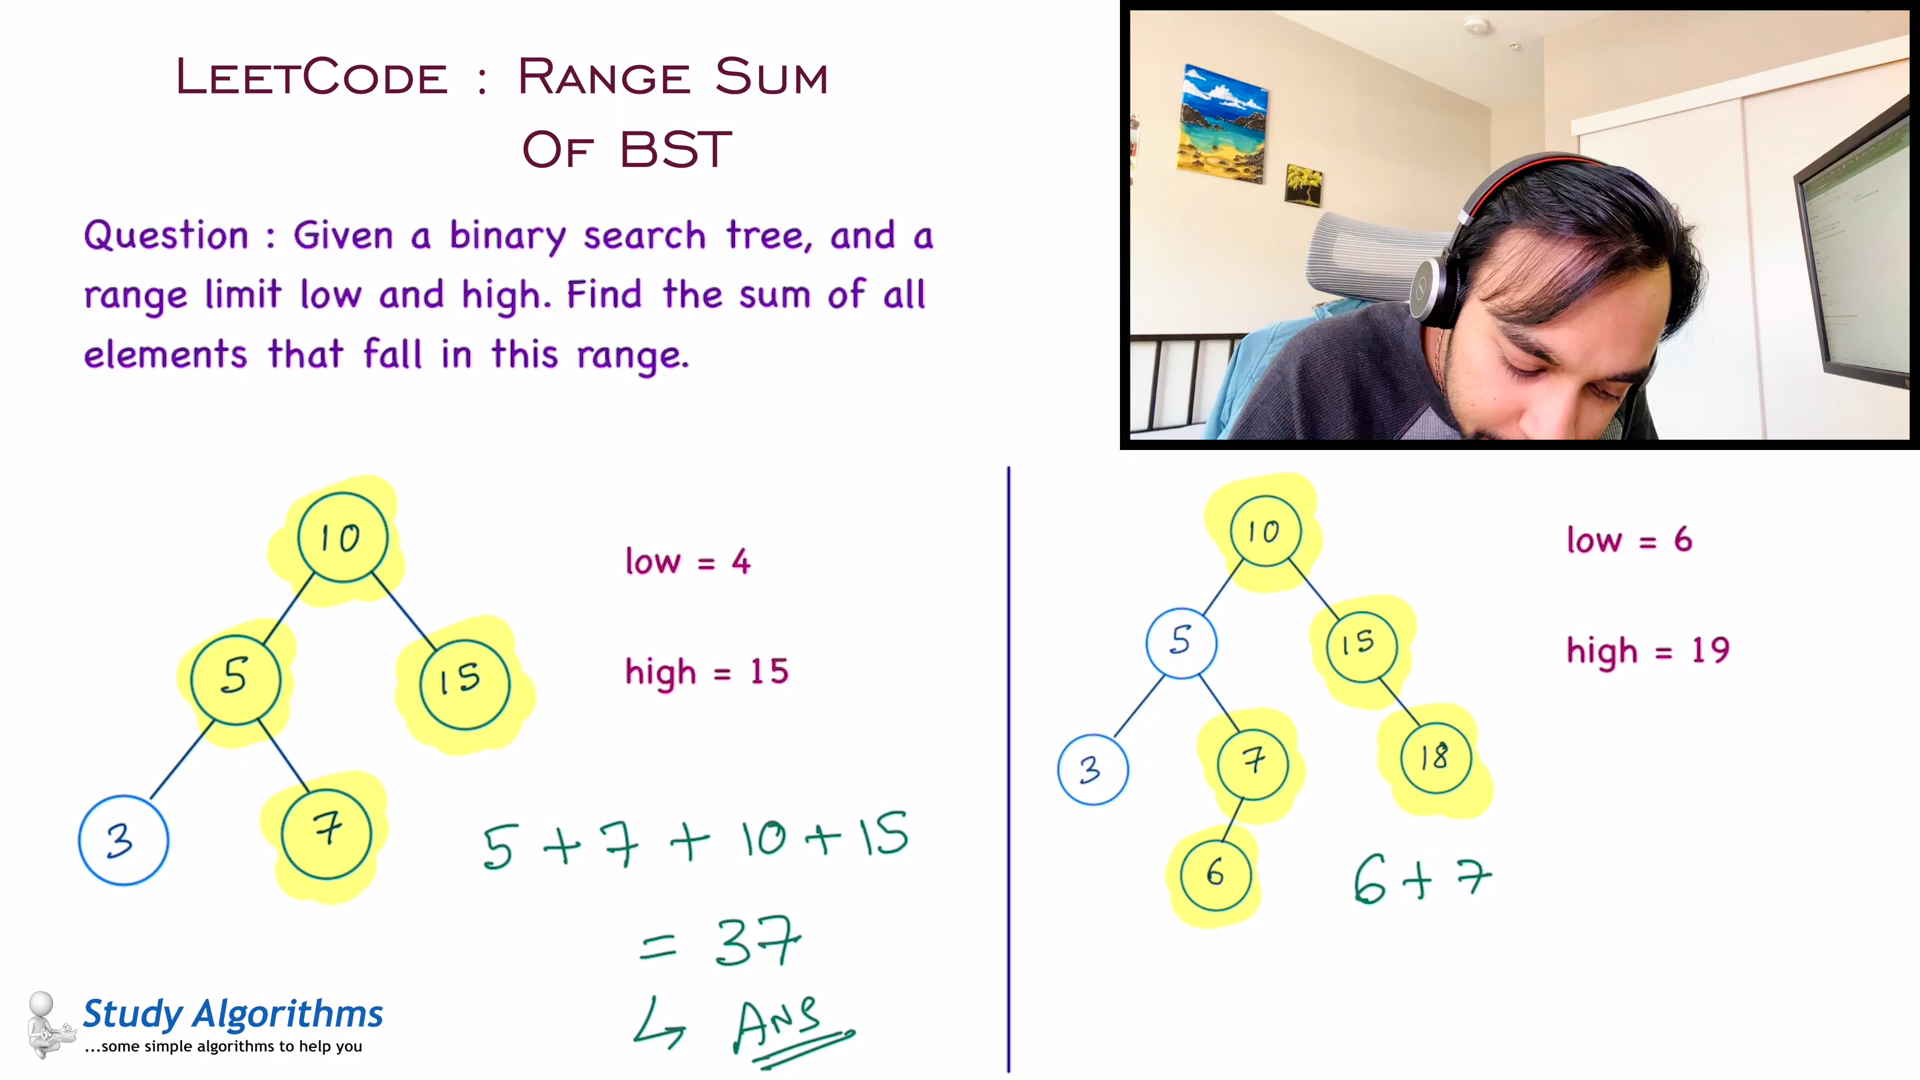 LEETCODE : RANGE SUM
OF BST
Question : Given a binary search tree, and a
range limit low and high. Find the sum of all
elements that fall in this range.
10
5
15
3
7
low = 4
high = 15
5 + 7 + 10 + 15
= 37
↳ Ans
10
5
15
3
7
18
6
low = 6
high = 19
6 + 7
Study Algorithms
...some simple algorithms to help you